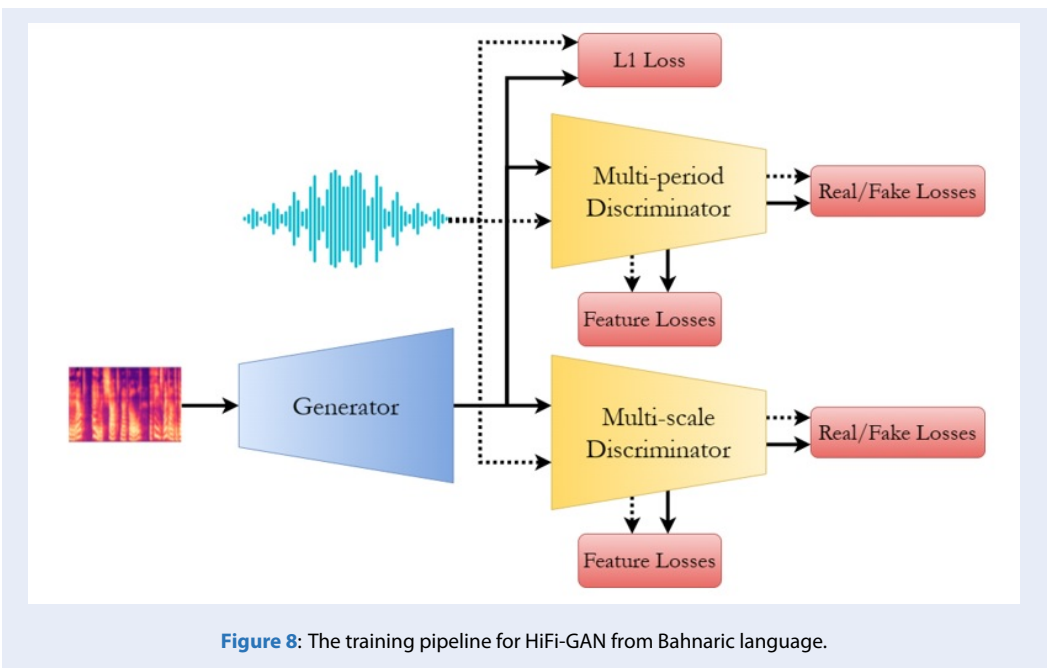 L1 Loss
Multi-period
Discriminator
Real/Fake Losses
Feature Losses
Generator
Multi-scale
Discriminator
Real/Fake Losses
Feature Losses
Figure 8: The training pipeline for HiFi-GAN from Bahnaric language.